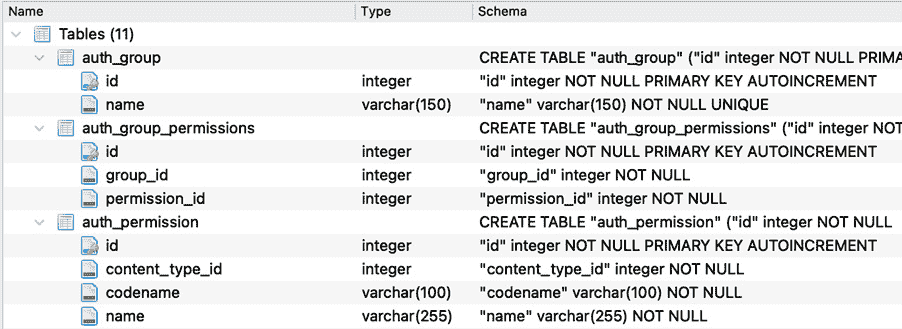 Name Type Schema
Tables (11)
auth_group CREATE TABLE "auth_group" ("id" integer NOT NULL PRIMA
id integer "id" integer NOT NULL PRIMARY KEY AUTOINCREMENT
name varchar(150) "name" varchar(150) NOT NULL UNIQUE
auth_group_permissions CREATE TABLE "auth_group_permissions" ("id" integer NOT
id integer "id" integer NOT NULL PRIMARY KEY AUTOINCREMENT
group_id integer "group_id" integer NOT NULL
permission_id integer "permission_id" integer NOT NULL
auth_permission CREATE TABLE "auth_permission" ("id" integer NOT NULL
id integer "id" integer NOT NULL PRIMARY KEY AUTOINCREMENT
content_type_id integer "content_type_id" integer NOT NULL
codename varchar(100) "codename" varchar(100) NOT NULL
name varchar(255) "name" varchar(255) NOT NULL